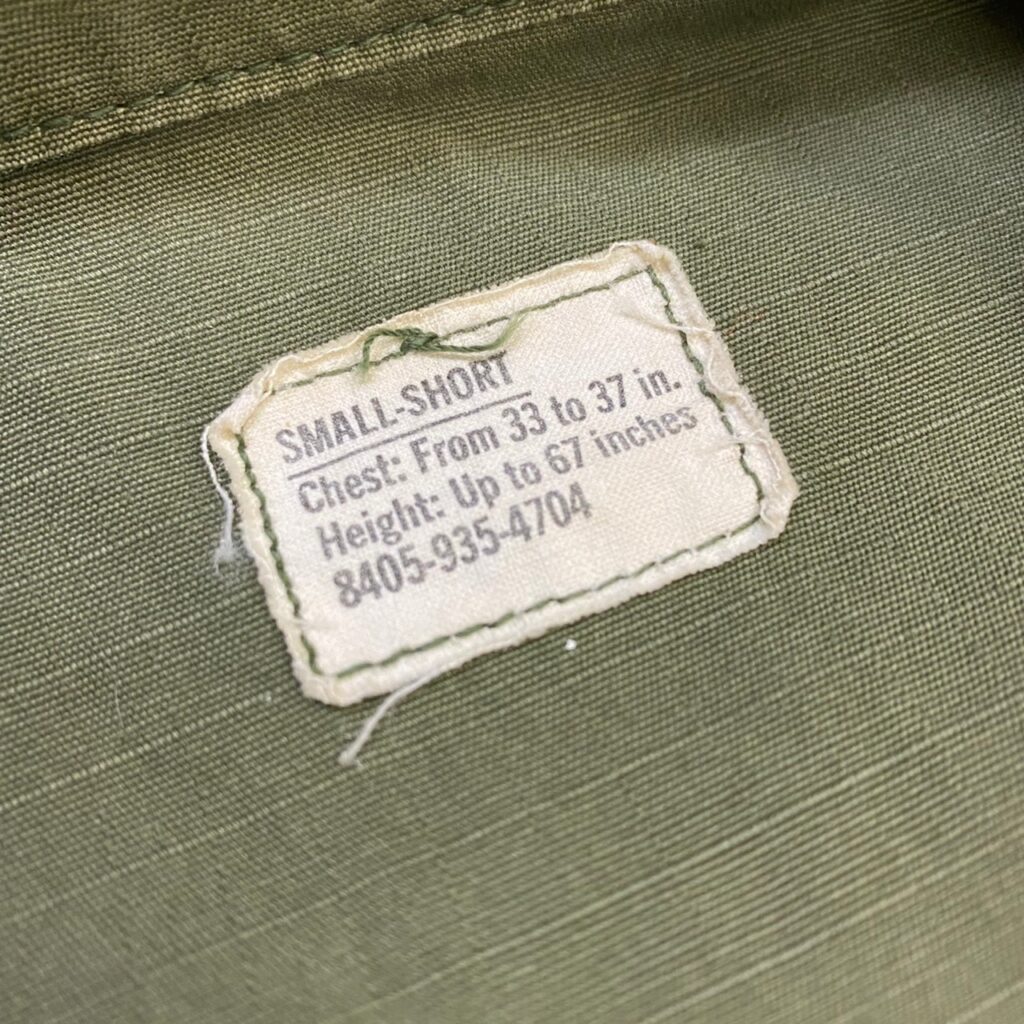 SMALL-SHORT
Chest: From 33 to 37 in.
Height: Up to 67 inches
8405-935-4704